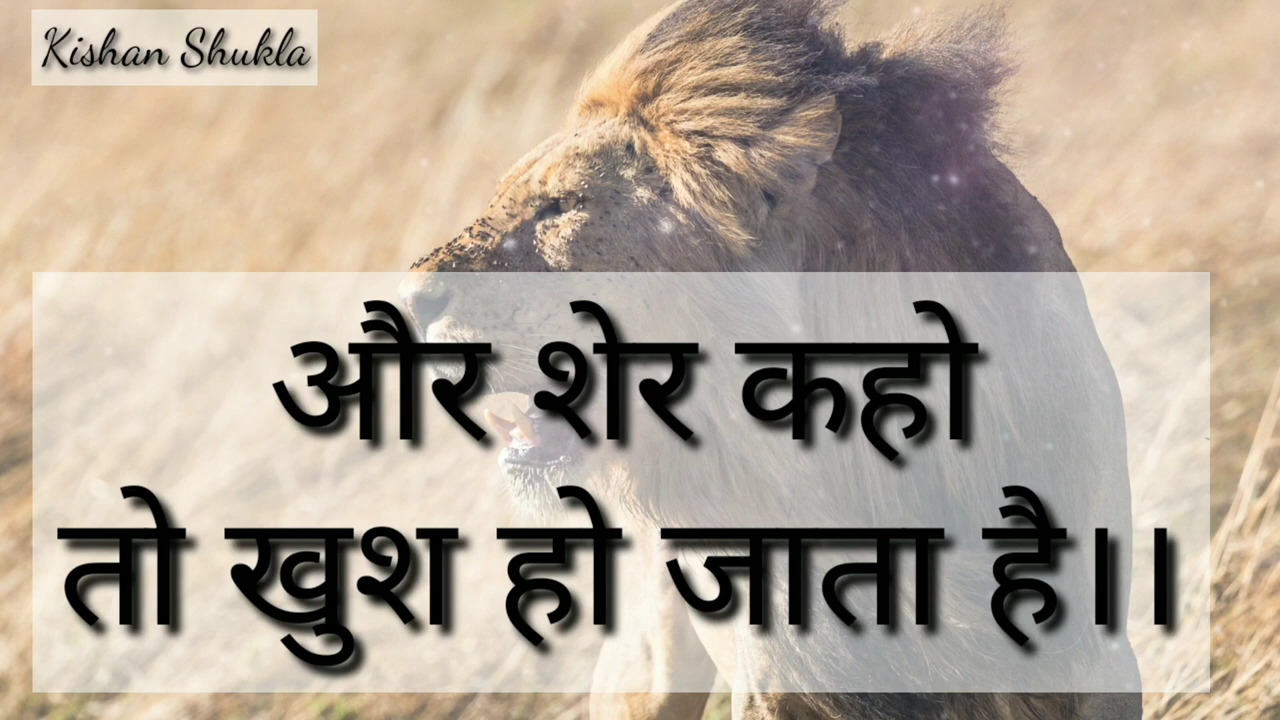 Kishan Shukla
और शेर कहो
तो खुश हो जाता है।।